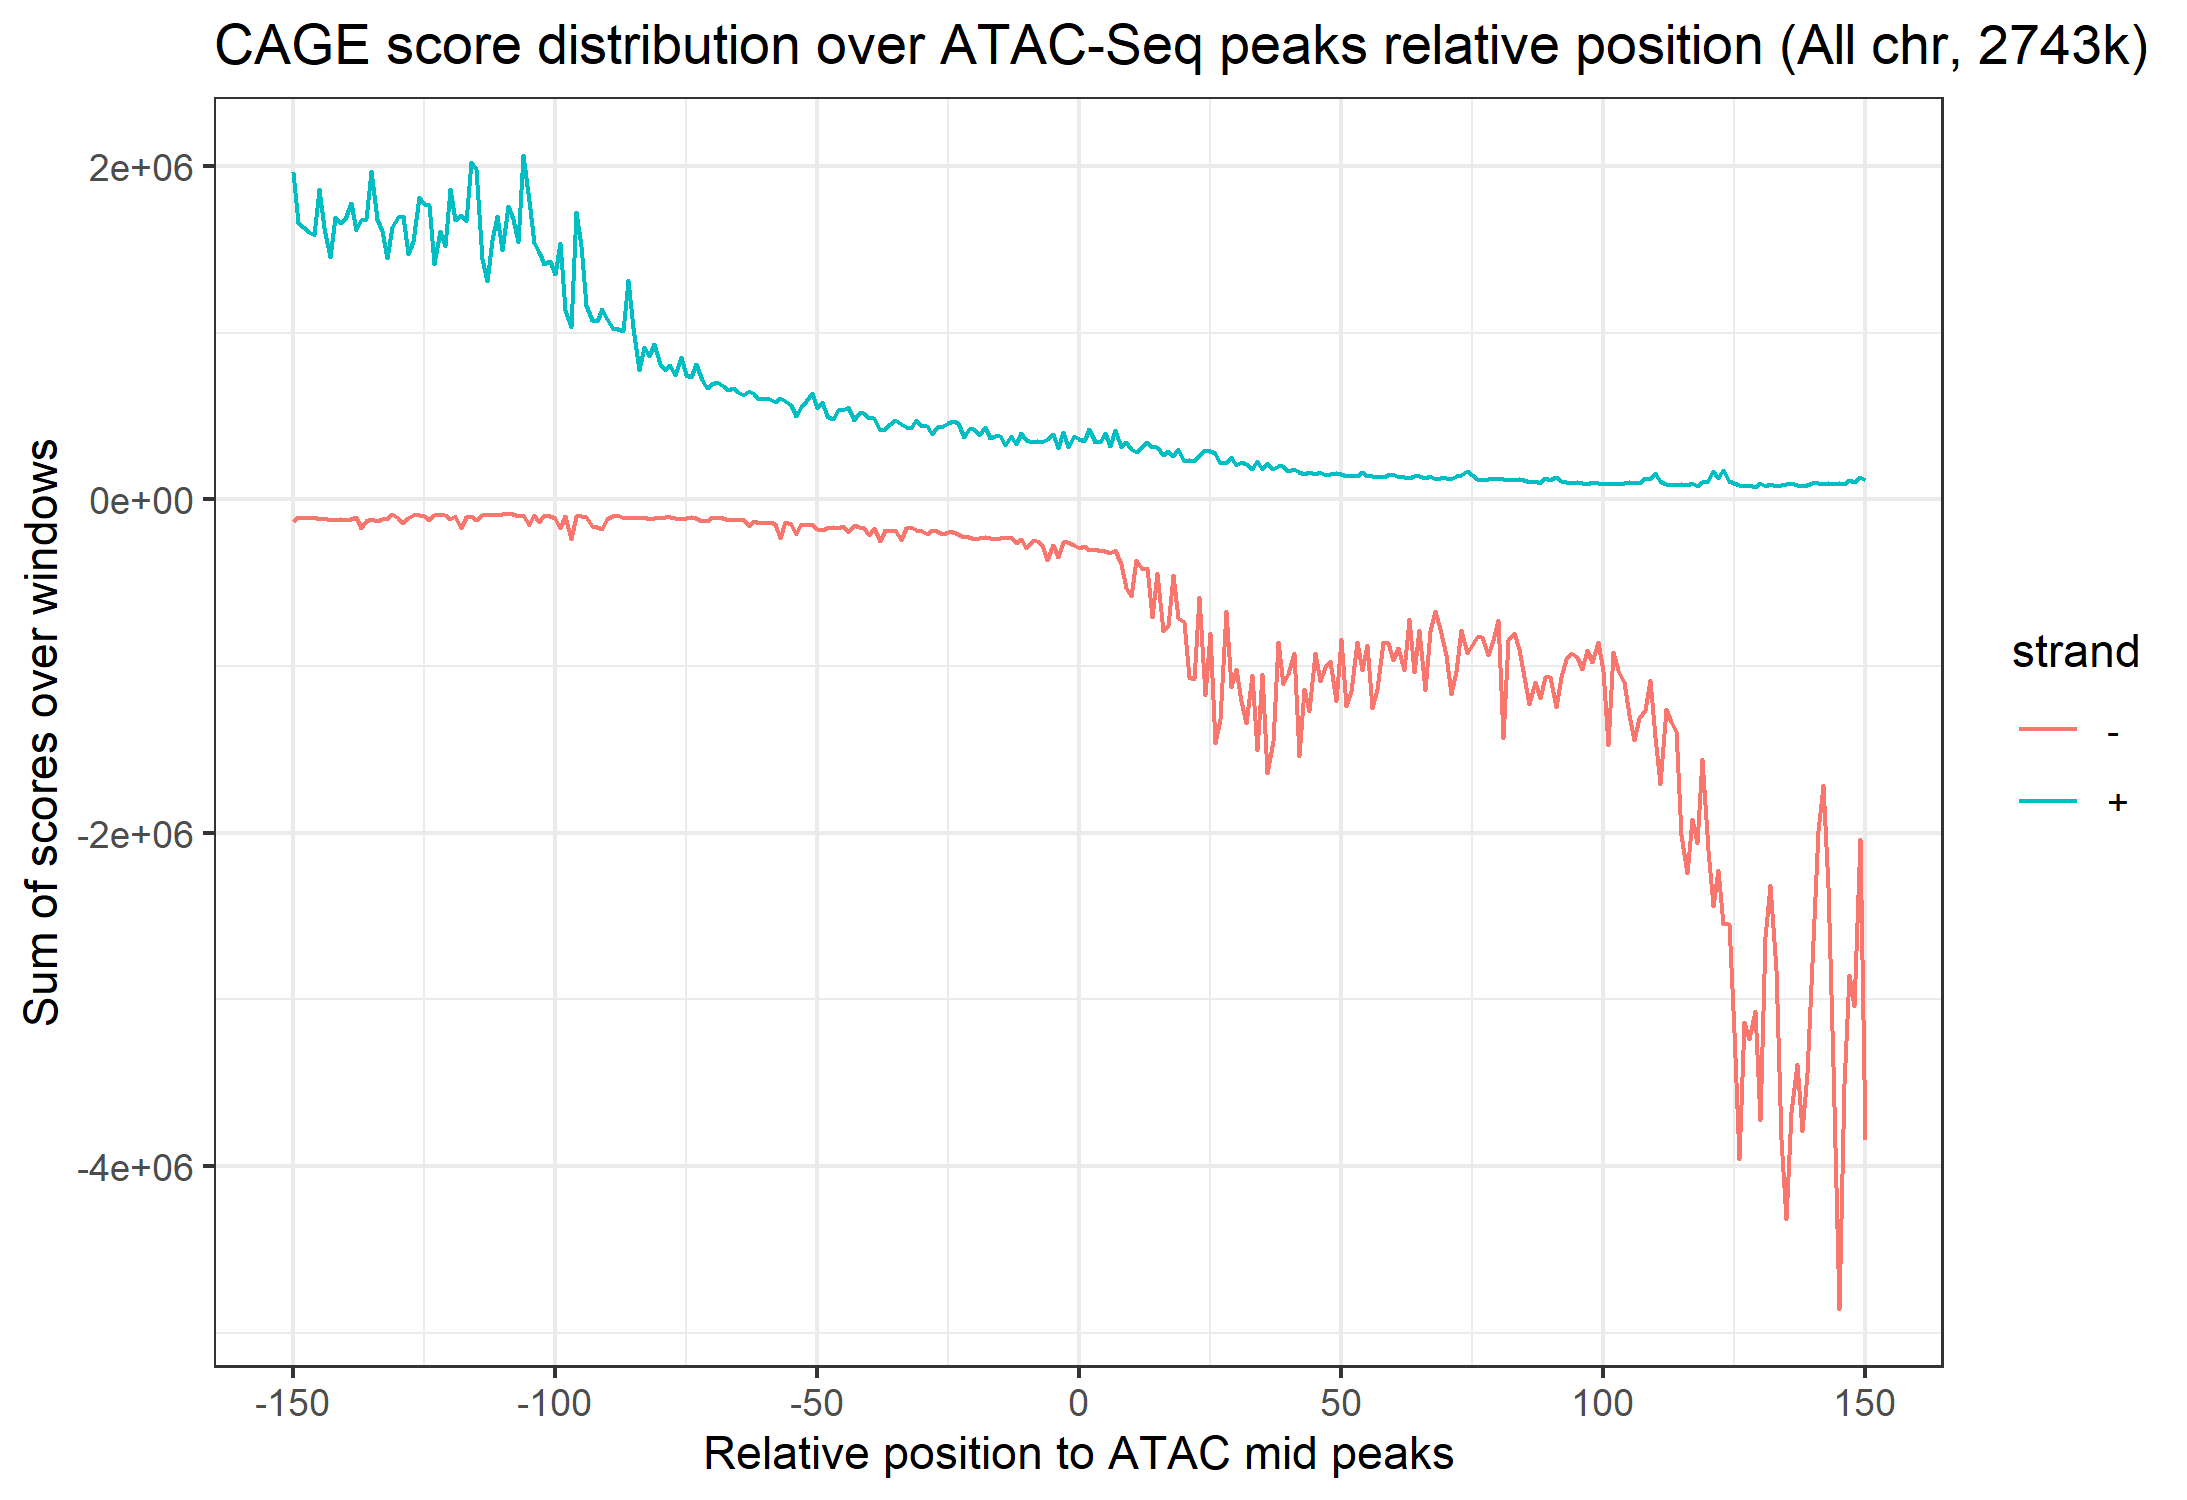 CAGE score distribution over ATAC-Seq peaks relative position (All chr, 2743k)
Sum of scores over windows
2e+06
0e+00
-2e+06
-4e+06
-150
-100
-50
0
50
100
150
Relative position to ATAC mid peaks
strand
-
+